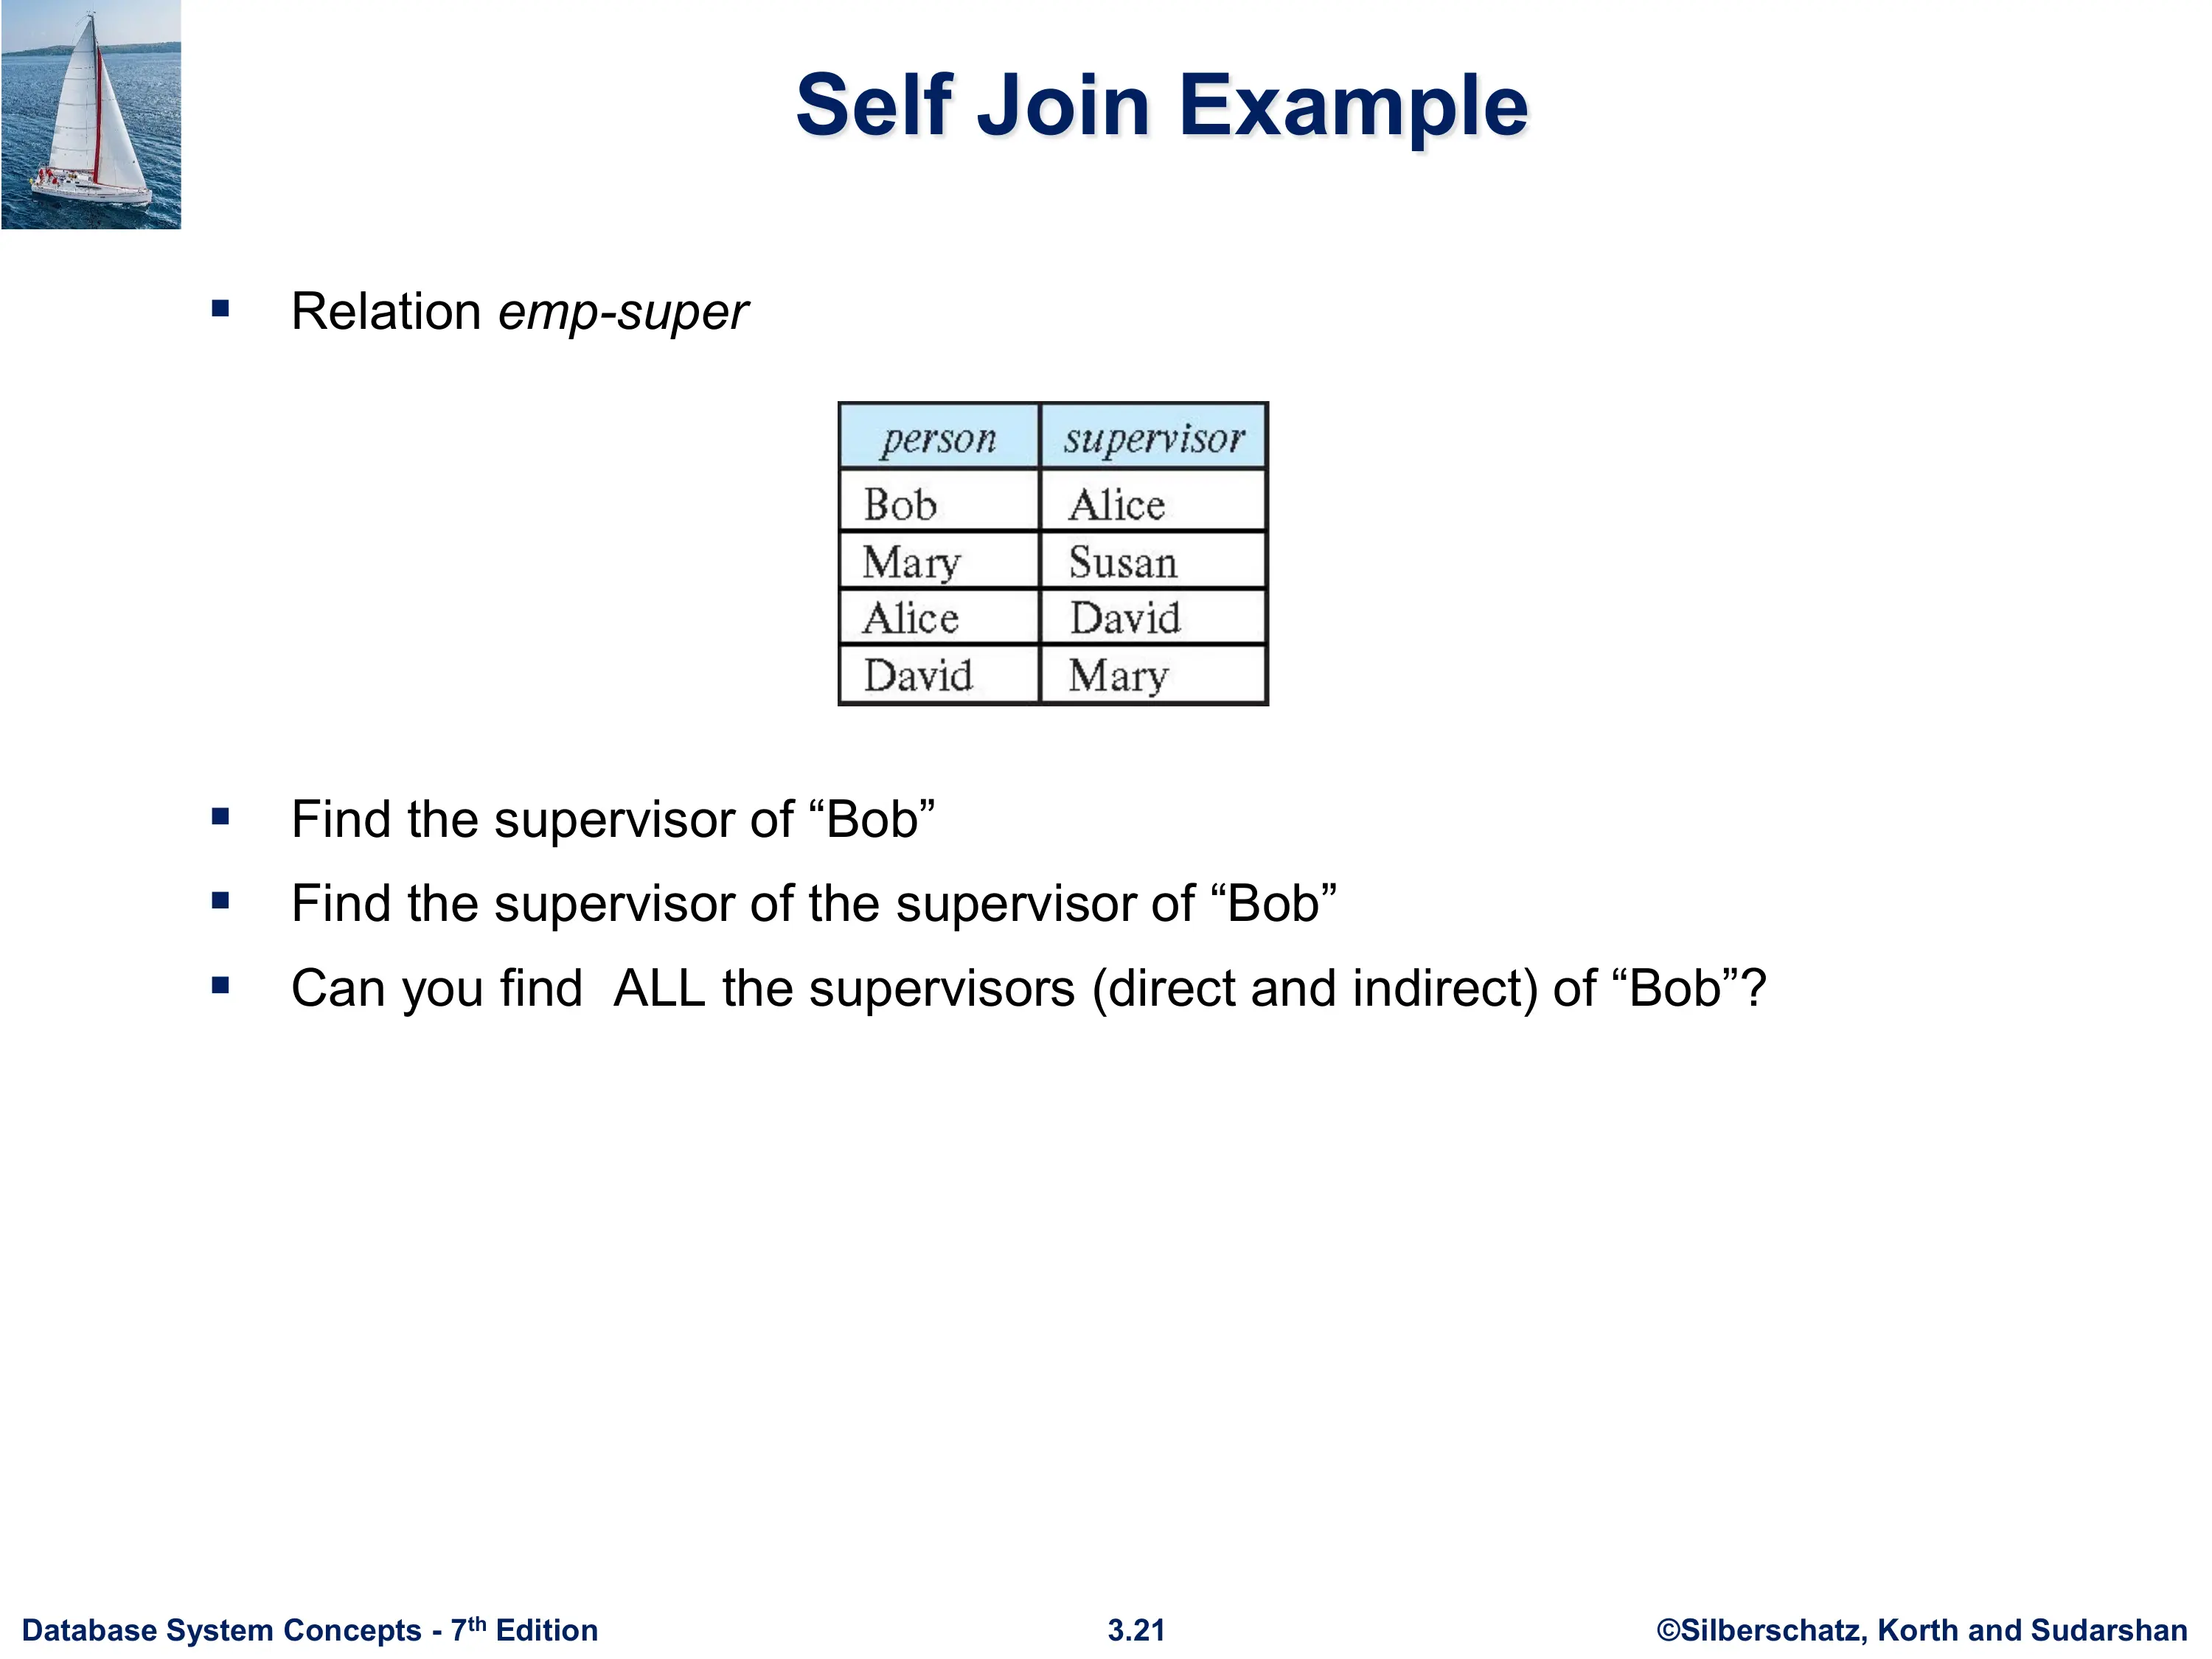 Self Join Example
▪ Relation emp-super
person supervisor
Bob Alice
Mary Susan
Alice David
David Mary
▪ Find the supervisor of “Bob”
▪ Find the supervisor of the supervisor of “Bob”
▪ Can you find  ALL the supervisors (direct and indirect) of “Bob”?
Database System Concepts - 7th Edition 3.21 ©Silberschatz, Korth and Sudarshan